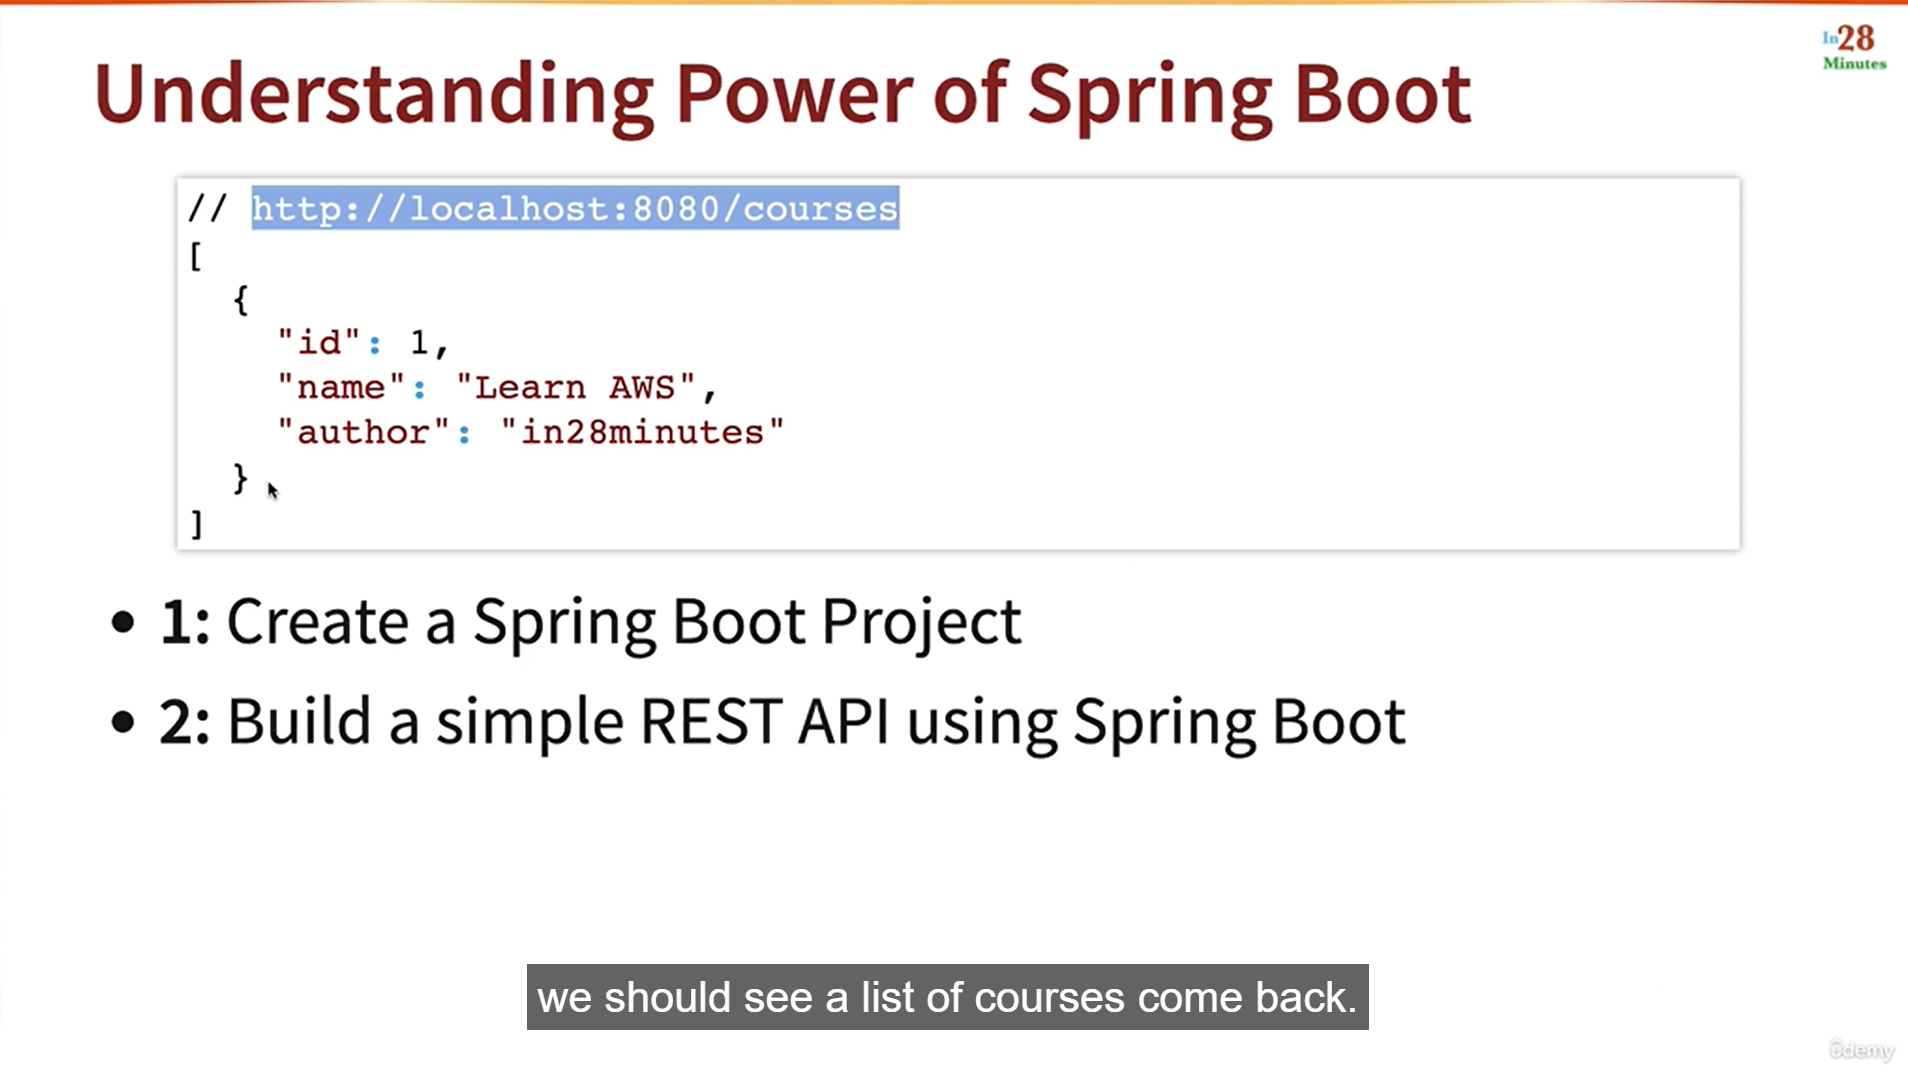 In28
Minutes
Understanding Power of Spring Boot
// http://localhost:8080/courses
[
{
"id": 1,
"name": "Learn AWS",
"author": "in28minutes"
}
]
• 1: Create a Spring Boot Project
• 2: Build a simple REST API using Spring Boot
we should see a list of courses come back.
ûdemy